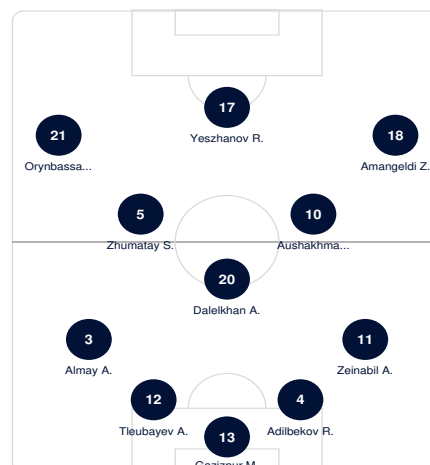 17
Yeszhanov R.
21
Orynbassa...
18
Amangeldi Z.
5
Zhumatay S.
10
Aushakhma...
20
Dalelkhan A.
3
Almay A.
11
Zeinabil A.
12
Tleubayev A.
4
Adilbekov R.
13